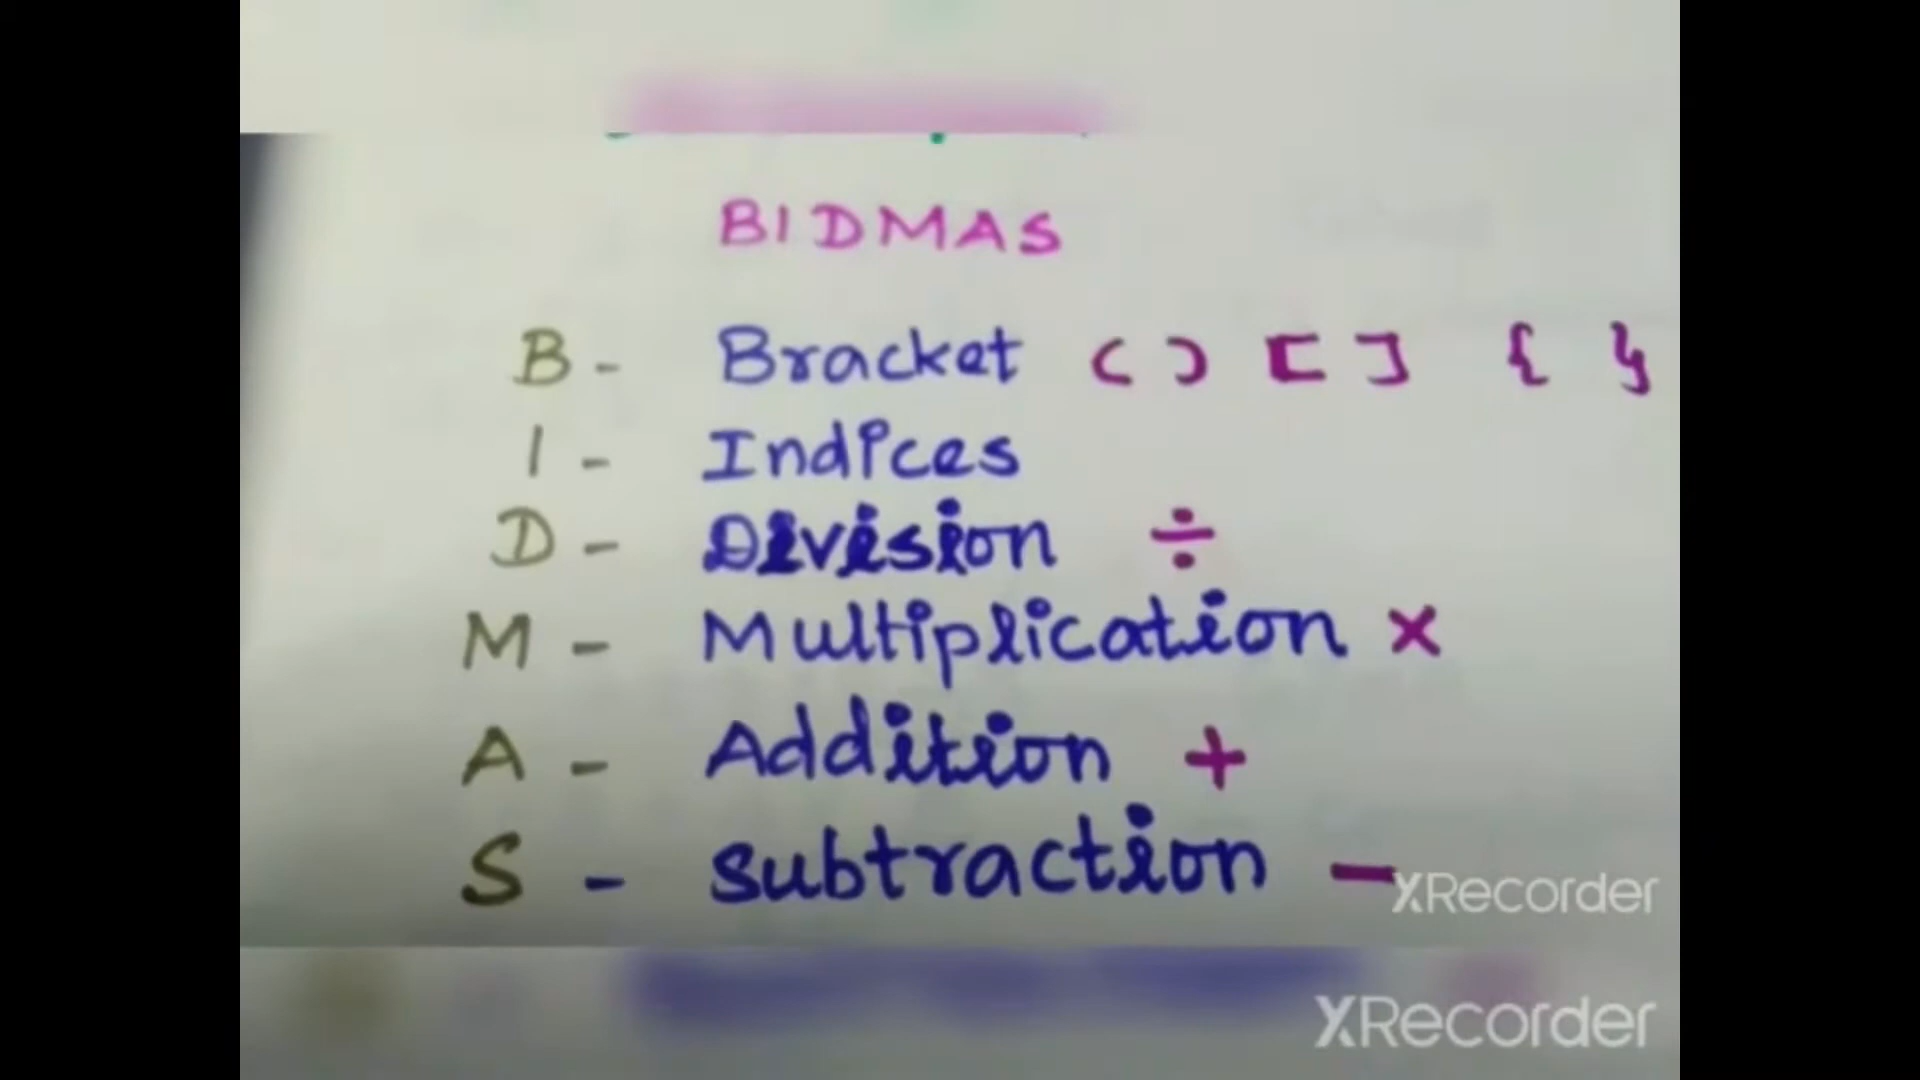 BIDMAS
B - Bracket ( ) [ ] { }
I - Indices
D - Division ÷
M - Multiplication ×
A - Addition +
S - Subtraction -
XRecorder
XRecorder